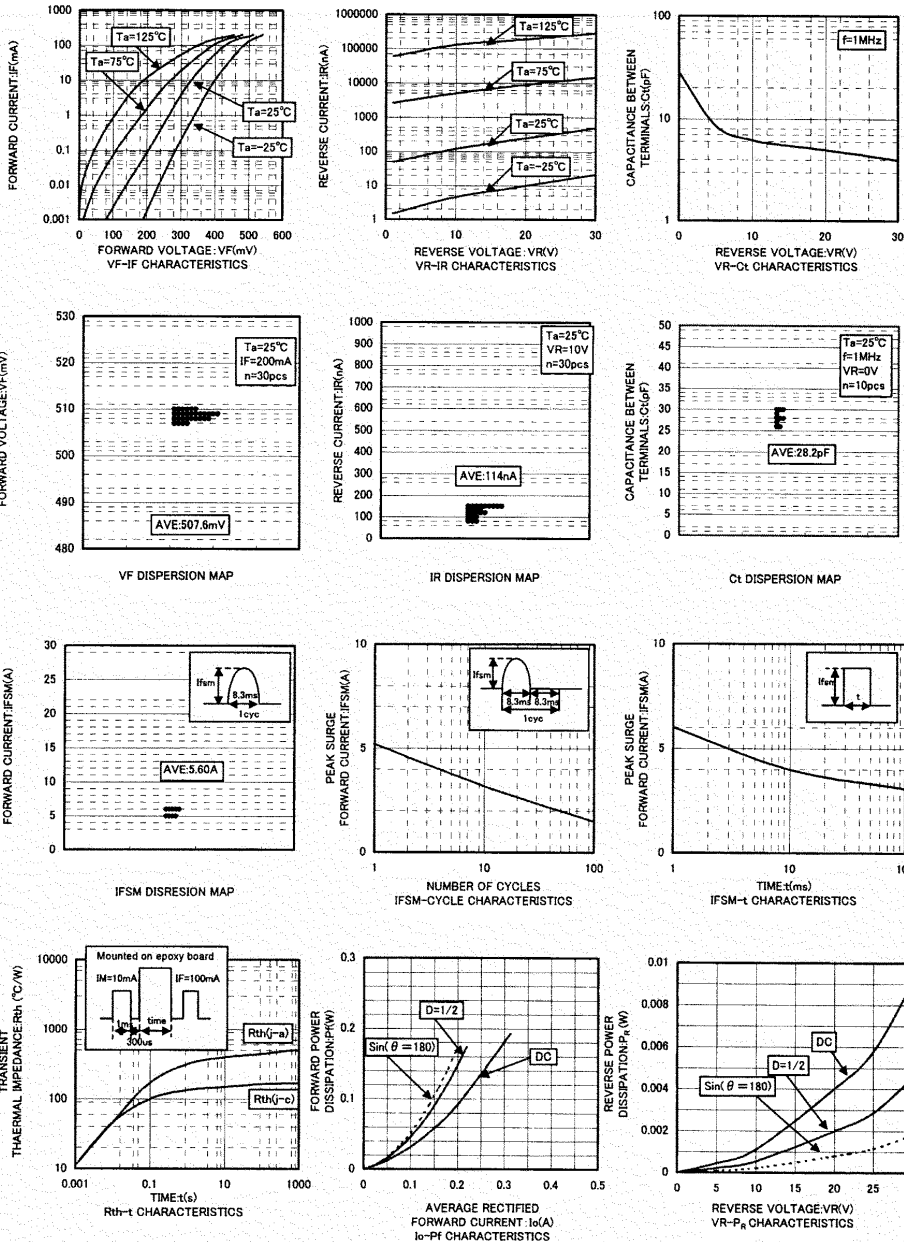 FORWARD CURRENT:IF(mA)
1000
100
10
1
0.1
0.01
0.001
Ta=125°C
Ta=75°C
Ta=25°C
Ta=-25°C
0 100 200 300 400 500 600
FORWARD VOLTAGE:VF(mV)
VF-IF CHARACTERISTICS
REVERSE CURRENT:IR(nA)
1000000
100000
10000
1000
100
10
1
Ta=125°C
Ta=75°C
Ta=25°C
Ta=-25°C
0 10 20 30
REVERSE VOLTAGE:VR(V)
VR-IR CHARACTERISTICS
CAPACITANCE BETWEEN
TERMINALS:Ct(pF)
100
10
1
f=1MHz
0 10 20 30
REVERSE VOLTAGE:VR(V)
VR-Ct CHARACTERISTICS
FORWARD VOLTAGE:VF(mV)
530
520
510
500
490
480
Ta=25°C
IF=200mA
n=30pcs
AVE:507.6mV
VF DISPERSION MAP
REVERSE CURRENT:IR(nA)
1000
900
800
700
600
500
400
300
200
100
0
Ta=25°C
VR=10V
n=30pcs
AVE:114nA
IR DISPERSION MAP
CAPACITANCE BETWEEN
TERMINALS:Ct(pF)
50
45
40
35
30
25
20
15
10
5
0
Ta=25°C
f=1MHz
VR=0V
n=10pcs
AVE:28.2pF
Ct DISPERSION MAP
FORWARD CURRENT:IFSM(A)
30
25
20
15
10
5
0
Ifsm
8.3ms
1cyc
AVE:5.60A
IFSM DISRESION MAP
PEAK SURGE
FORWARD CURRENT:IFSM(A)
10
5
0
Ifsm
8.3ms 8.3ms
1cyc
1 10 100
NUMBER OF CYCLES
IFSM-CYCLE CHARACTERISTICS
PEAK SURGE
FORWARD CURRENT:IFSM(A)
10
5
0
Ifsm
t
1 10 100
TIME:t(ms)
IFSM-t CHARACTERISTICS
TRANSIENT
THAERMAL IMPEDANCE:Rth (°C/W)
10000
1000
100
10
Mounted on epoxy board
IM=10mA IF=100mA
1ms time
300us
Rth(j-a)
Rth(j-c)
0.001 0.1 10 1000
TIME:t(s)
Rth-t CHARACTERISTICS
FORWARD POWER
DISSIPATION:Pf(W)
0.3
0.2
0.1
0
D=1/2
Sin(θ=180)
DC
0 0.1 0.2 0.3 0.4 0.5
AVERAGE RECTIFIED
FORWARD CURRENT:Io(A)
Io-Pf CHARACTERISTICS
REVERSE POWER
DISSIPATION:PR (W)
0.01
0.008
0.006
0.004
0.002
0
DC
D=1/2
Sin(θ=180)
0 5 10 15 20 25
REVERSE VOLTAGE:VR(V)
VR-PR CHARACTERISTICS